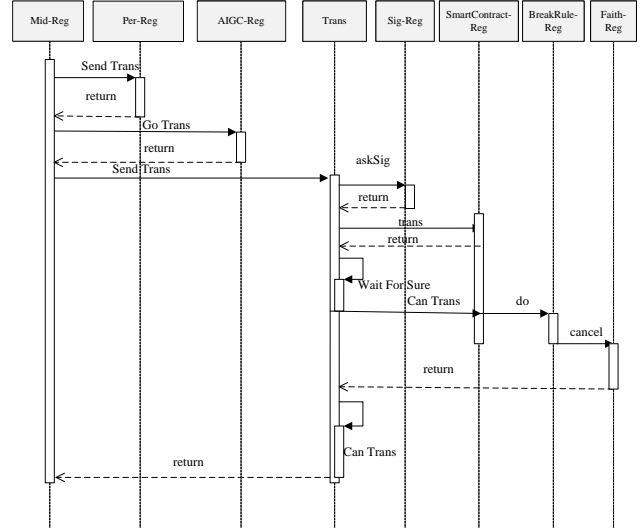 Mid-Reg
Per-Reg
AIGC-Reg
Trans
Sig-Reg
SmartContract-
Reg
BreakRule-
Reg
Faith-
Reg
Send Trans
return
Go Trans
return
Send Trans
askSig
return
trans
return
Wait For Sure
Can Trans
do
cancel
return
Can Trans
return